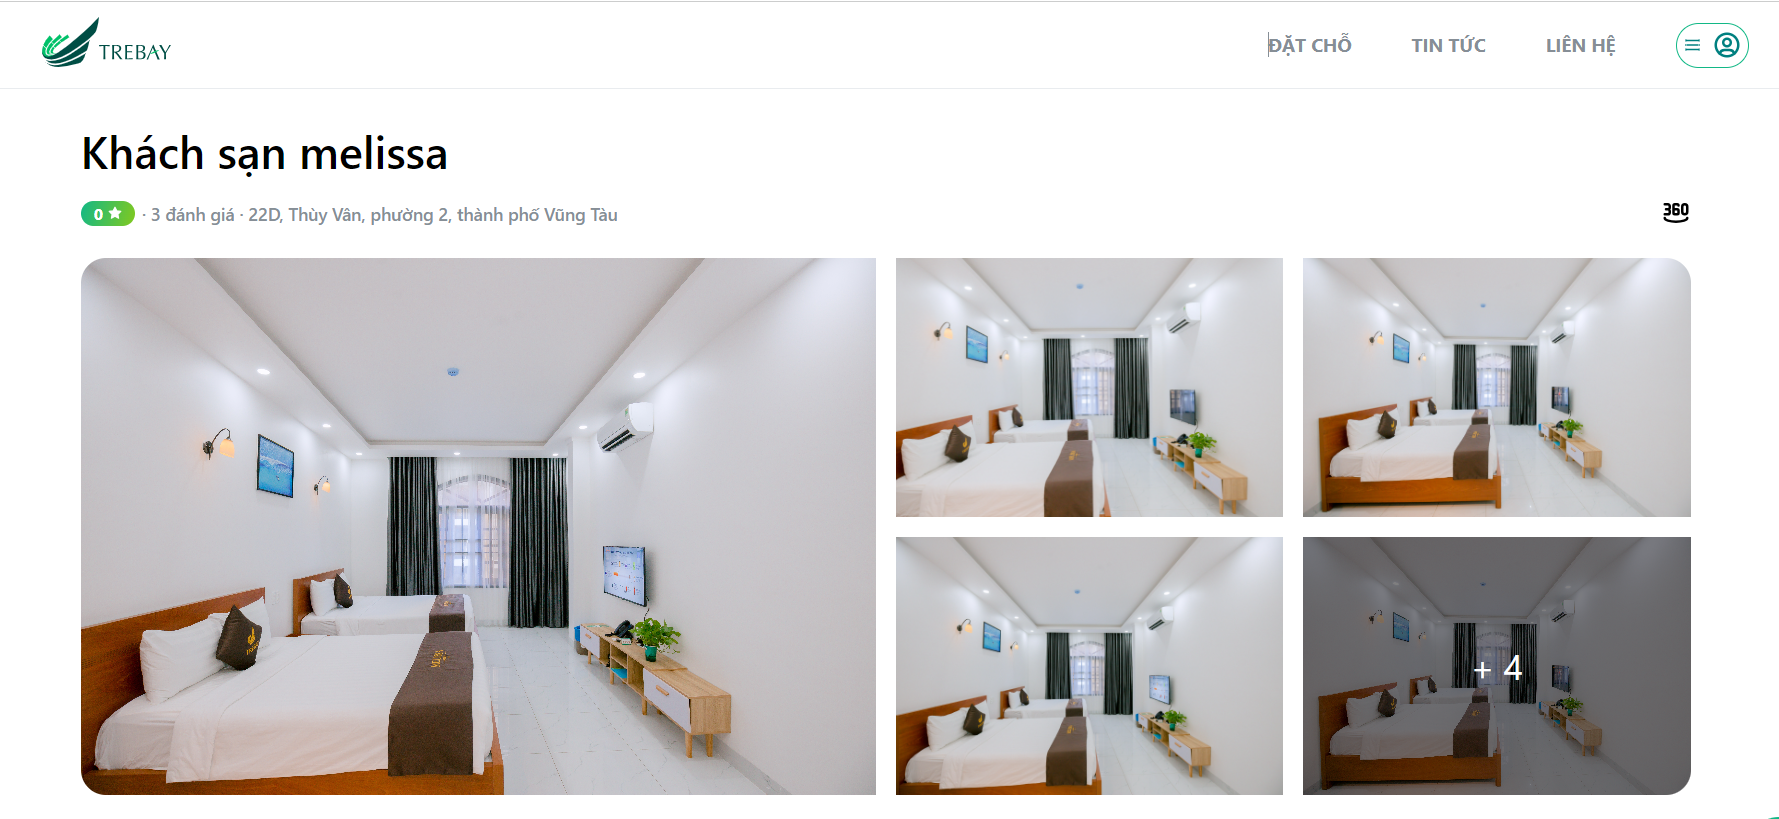 TREBAY
ĐẶT CHỖ
TIN TỨC
LIÊN HỆ
Khách sạn melissa
0 · 3 đánh giá · 22D, Thùy Vân, phường 2, thành phố Vũng Tàu
360
+ 4